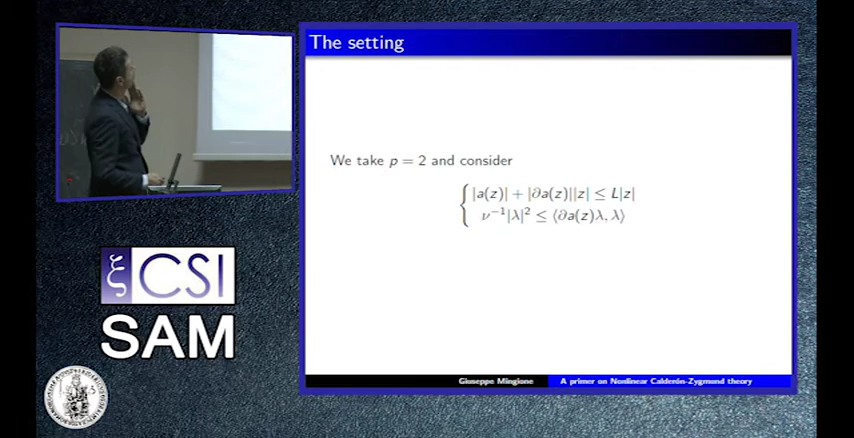 The setting
We take p = 2 and consider
|a(z)| + |∂a(z)||z| ≤ L|z|
ν⁻¹|λ|² ≤ ⟨∂a(z)λ, λ⟩
ξ CSI
SAM
Giuseppe Mingione A primer on Nonlinear Calderón-Zygmund theory